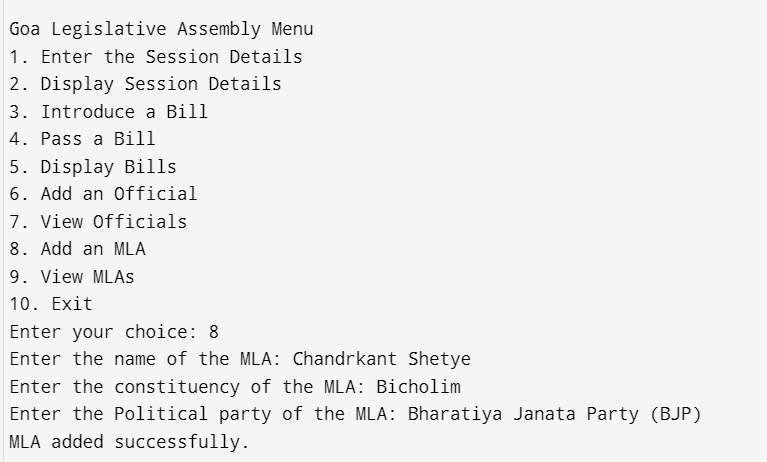 Goa Legislative Assembly Menu
1. Enter the Session Details
2. Display Session Details
3. Introduce a Bill
4. Pass a Bill
5. Display Bills
6. Add an Official
7. View Officials
8. Add an MLA
9. View MLAs
10. Exit
Enter your choice: 8
Enter the name of the MLA: Chandrkant Shetye
Enter the constituency of the MLA: Bicholim
Enter the Political party of the MLA: Bharatiya Janata Party (BJP)
MLA added successfully.